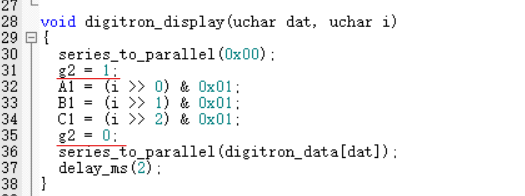 27
28 void digitron_display(uchar dat, uchar i)
29 {
30 series_to_parallel(0x00);
31 g2 = 1;
32 A1 = (i >> 0) & 0x01;
33 B1 = (i >> 1) & 0x01;
34 C1 = (i >> 2) & 0x01;
35 g2 = 0;
36 series_to_parallel(digitron_data[dat]);
37 delay_ms(2);
38 }